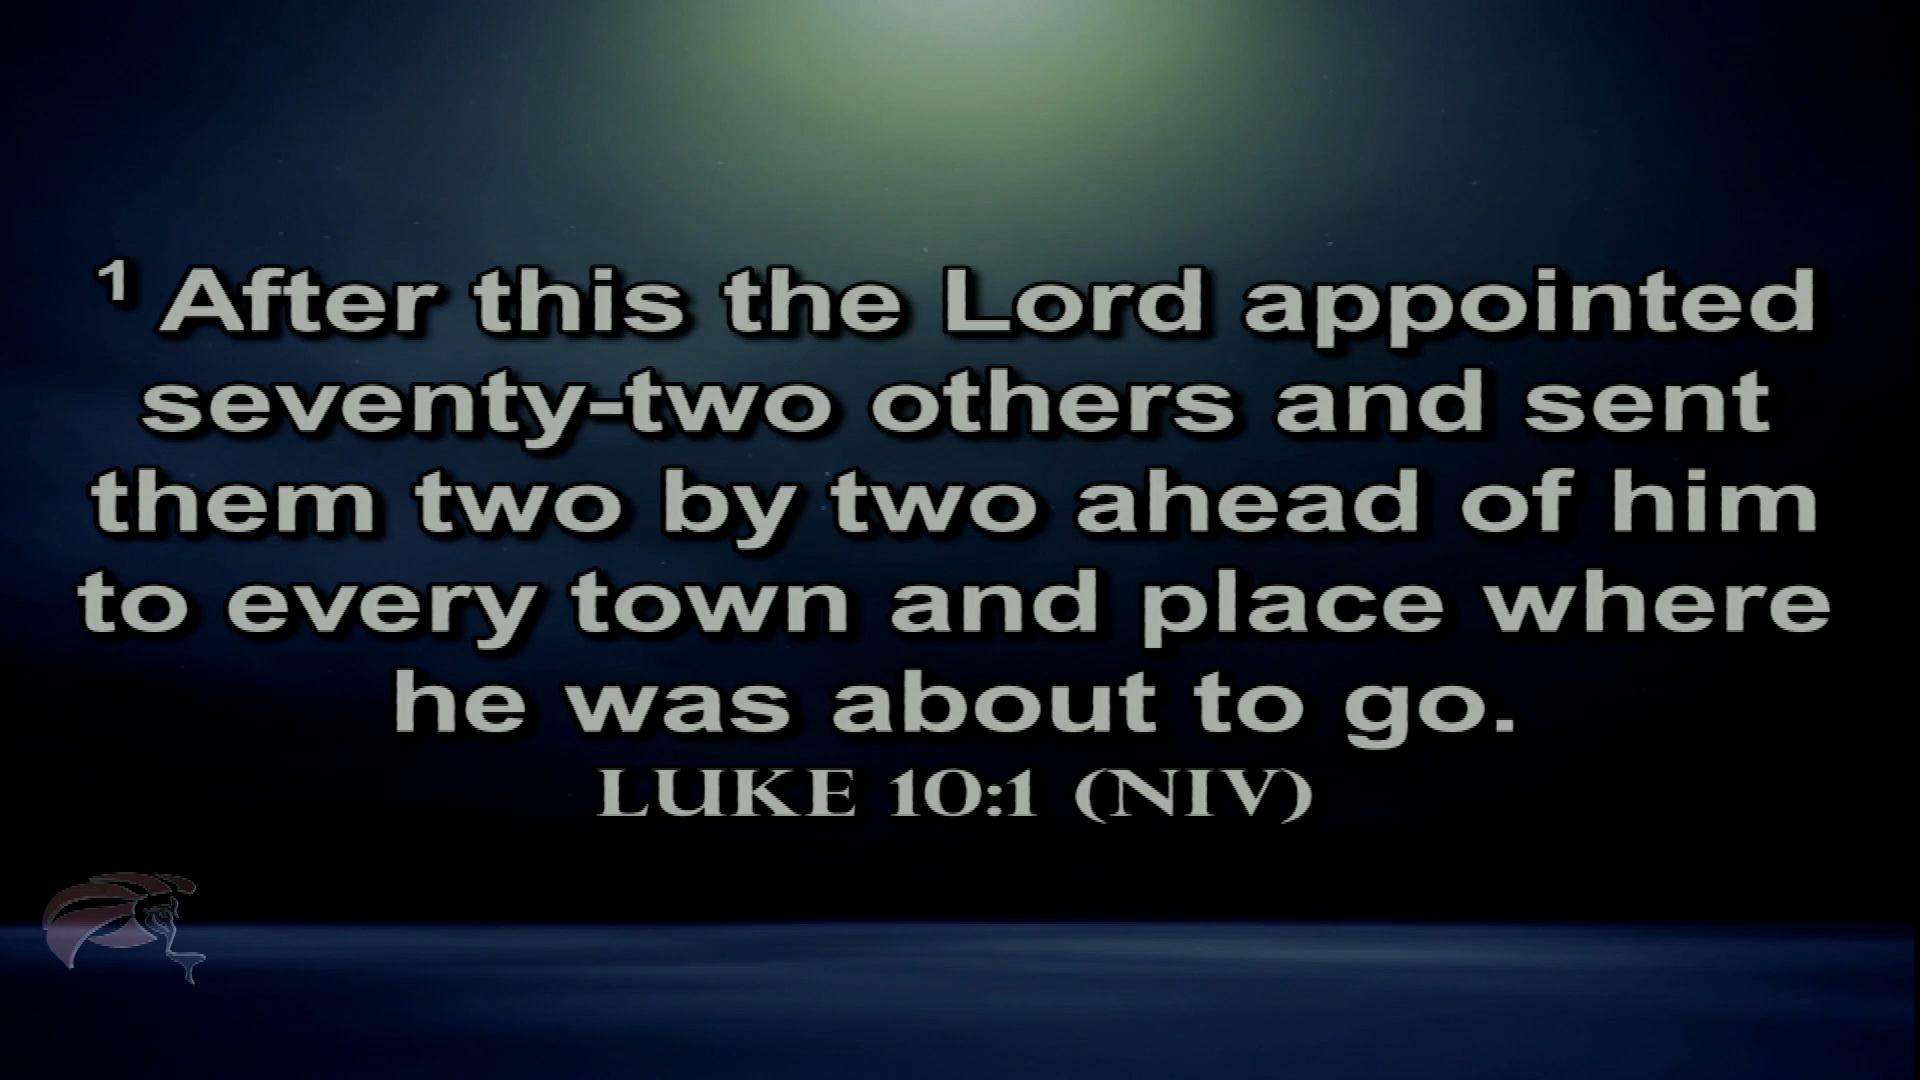 ¹ After this the Lord appointed
seventy-two others and sent
them two by two ahead of him
to every town and place where
he was about to go.
LUKE 10:1 (NIV)